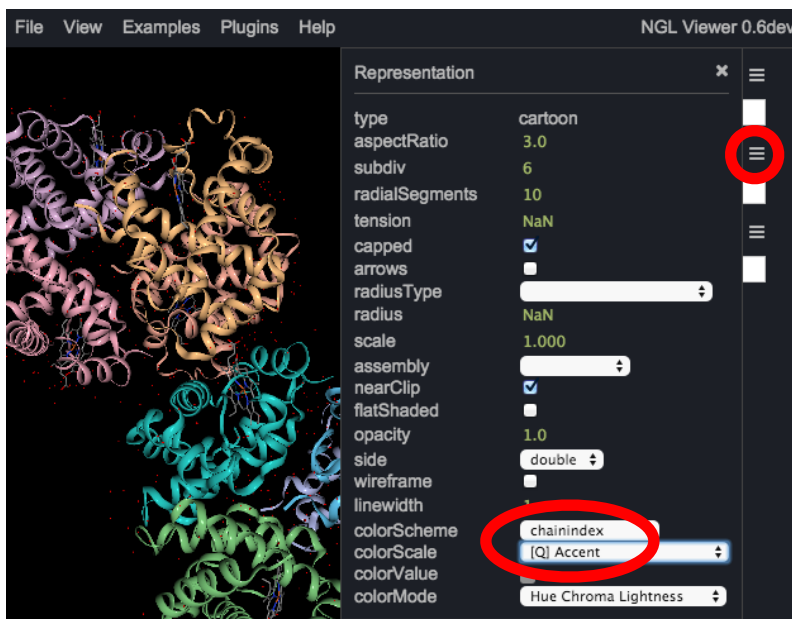 File View Examples Plugins Help NGL Viewer 0.6dev
Representation
type cartoon
aspectRatio 3.0
subdiv 6
radialSegments 10
tension NaN
capped
arrows
radiusType
radius NaN
scale 1.000
assembly
nearClip
flatShaded
opacity 1.0
side double
wireframe
linewidth
colorScheme chainindex
colorScale [Q] Accent
colorValue
colorMode Hue Chroma Lightness